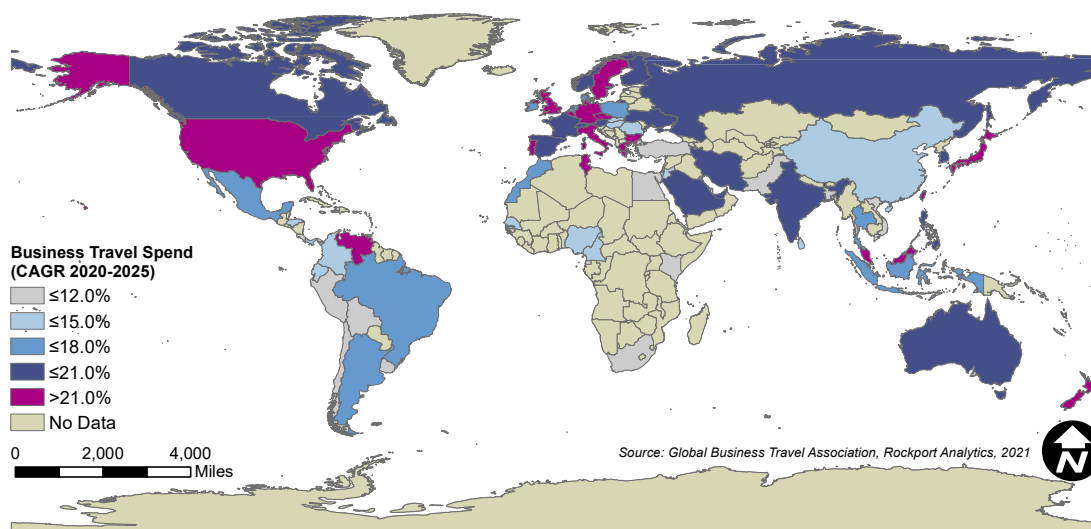 Business Travel Spend
(CAGR 2020-2025)
≤12.0%
≤15.0%
≤18.0%
≤21.0%
>21.0%
No Data
0 2,000 4,000
Miles
Source: Global Business Travel Association, Rockport Analytics, 2021
N